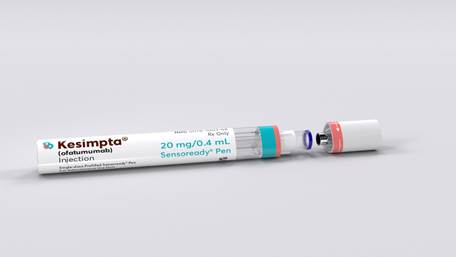 Rx Only
Kesimpta®
(ofatumumab)
Injection
20 mg/0.4 mL
Sensoready® Pen
Single-dose Prefilled Sensoready® Pen